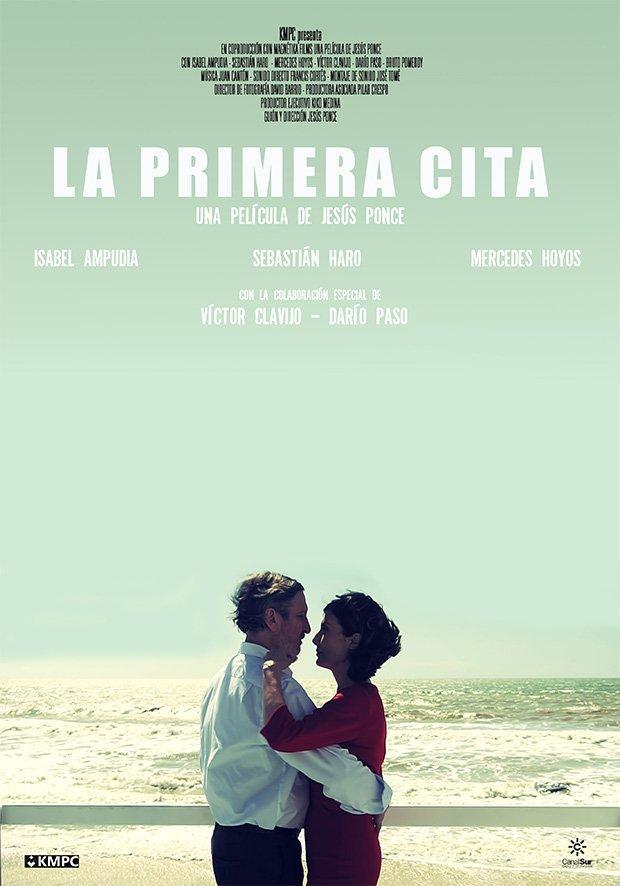 KMPC presenta
EN COPRODUCCIÓN CON MAGNÉTIKA FILMS UNA PELÍCULA DE JESÚS PONCE
CON ISABEL AMPUDIA - SEBASTIÁN HARO - MERCEDES HOYOS - VÍCTOR CLAVIJO - DARÍO PASO - BRUTO POMEROY
MÚSICA JUAN CANTÓN - SONIDO DIRECTO FRANCIS CORTÉS - MONTAJE DE SONIDO JOSÉ TOMÉ
DIRECTOR DE FOTOGRAFÍA DAVID BARRIO - PRODUCTORA ASOCIADA PILAR CRESPO
PRODUCTOR EJECUTIVO KIKO MEDINA
GUIÓN Y DIRECCIÓN JESÚS PONCE
LA PRIMERA CITA
UNA PELÍCULA DE JESÚS PONCE
ISABEL AMPUDIA SEBASTIÁN HARO MERCEDES HOYOS
CON LA COLABORACIÓN ESPECIAL DE
VÍCTOR CLAVIJO - DARÍO PASO
KMPC
CanalSur